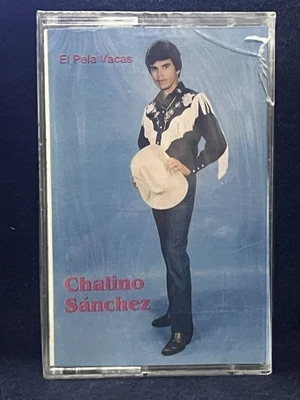 El Pela Vacas
Chalino
Sánchez